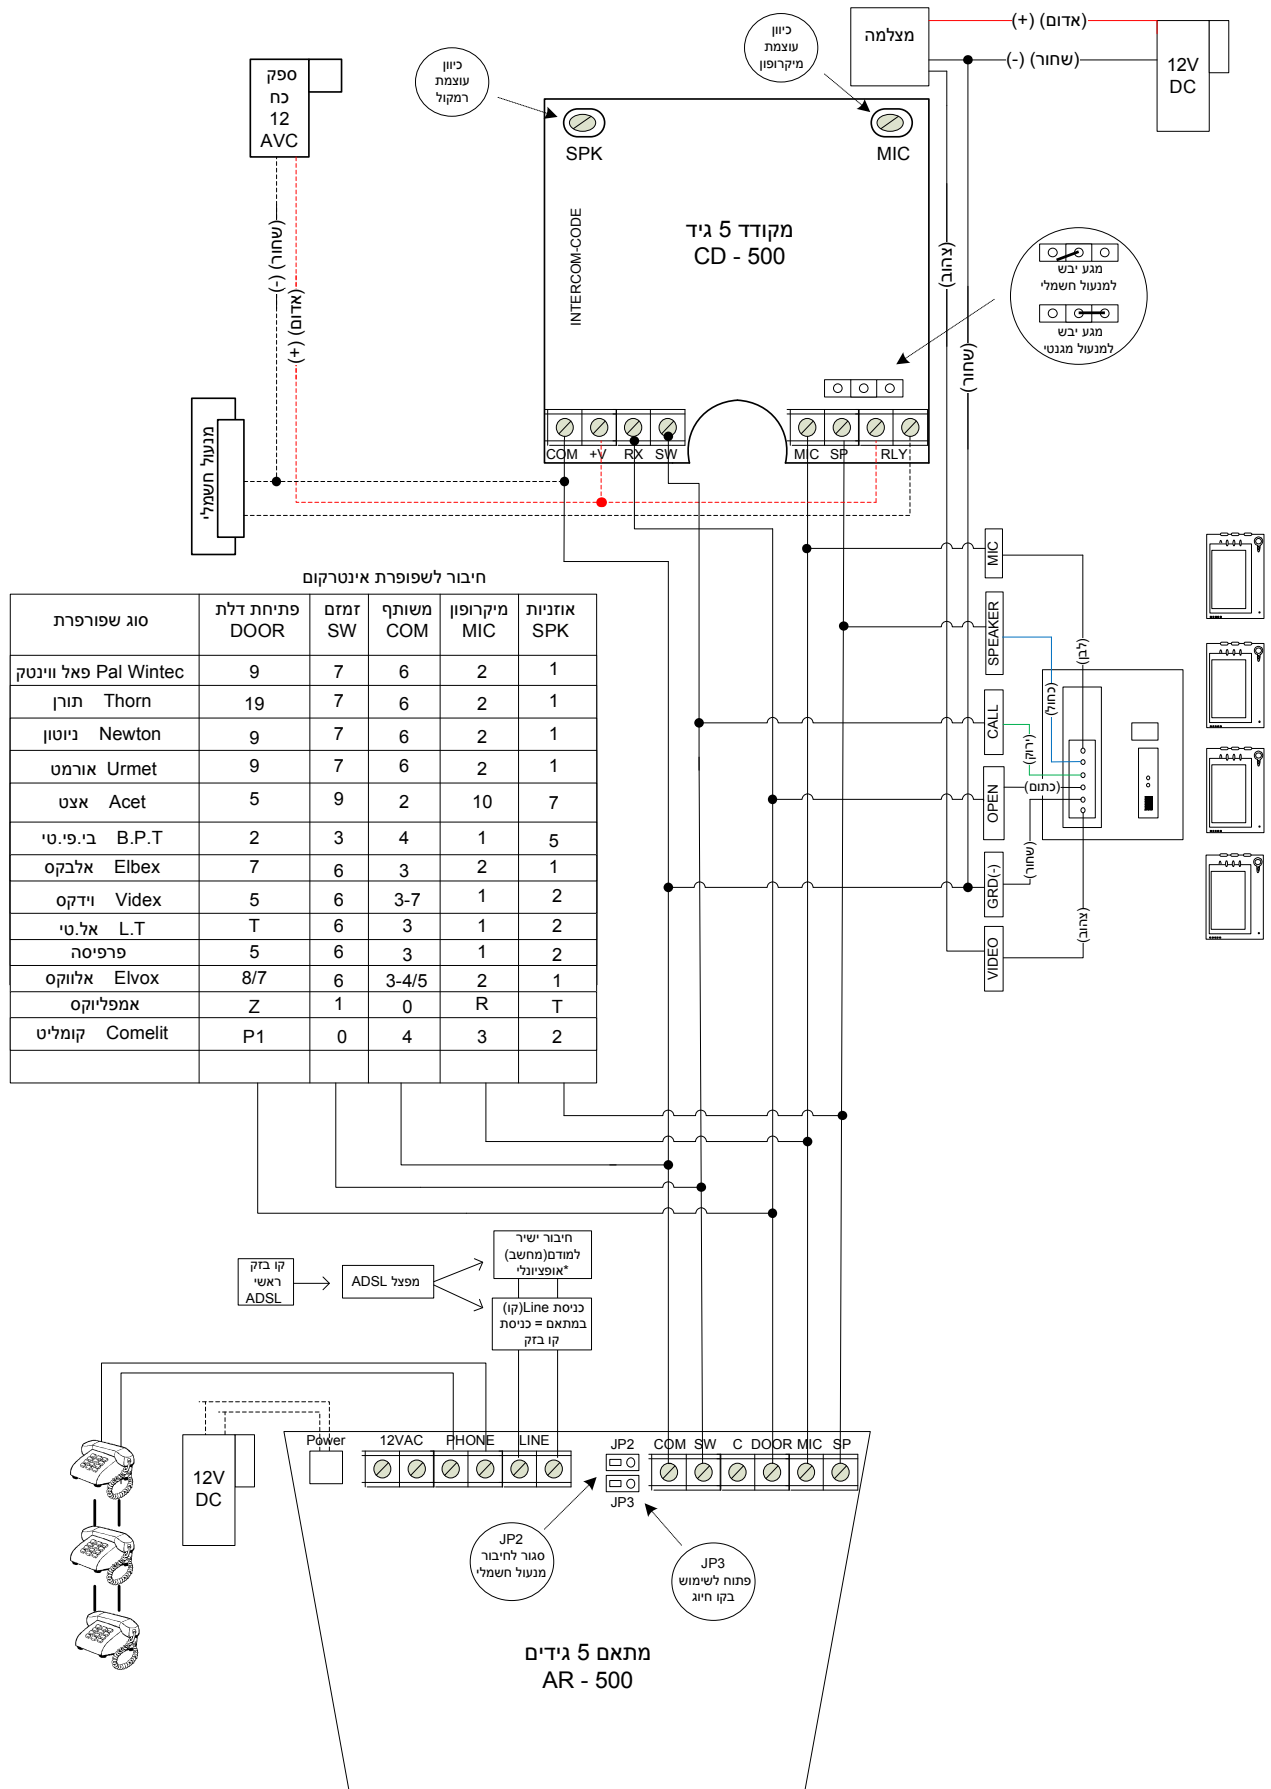 כיוון
עוצמת
רמקול
כיוון
עוצמת
מיקרופון
מצלמה
(אדום) (+)
(שחור) (-)
12V
DC
ספק
כח
12
AVC
(שחור) (-)
(אדום) (+)
SPK
MIC
INTERCOM-CODE
מקודד 5 גיד
CD - 500
(צהוב)
(שחור)
מגע יבש
למנעול חשמלי
מגע יבש
למנעול מגנטי
COM +V RX SW
MIC SP RLY
מנעול חשמלי
MIC
SPEAKER
CALL
OPEN
GRD(-)
VIDEO
(לבן)
(כחול)
(ירוק)
(כתום)
(שחור)
(צהוב)
חיבור לשפופרת אינטרקום
סוג שפורפרת
פתיחת דלת
DOOR
זמזם
SW
משותף
COM
מיקרופון
MIC
אוזניות
SPK
פאל ווינטק Pal Wintec 9 7 6 2 1
תורן Thorn 19 7 6 2 1
ניוטון Newton 9 7 6 2 1
אורמט Urmet 9 7 6 2 1
אצט Acet 5 9 2 10 7
בי.פי.טי B.P.T 2 3 4 1 5
אלבקס Elbex 7 6 3 2 1
וידקס Videx 5 6 3-7 1 2
אל.טי L.T T 6 3 1 2
פרפיסה 5 6 3 1 2
אלווקס Elvox 8/7 6 3-4/5 2 1
אמפליוקס Z 1 0 R T
קומליט Comelit P1 0 4 3 2
קו בזק
ראשי
ADSL
מפצל ADSL
חיבור ישיר
למודם(מחשב)
*אופציונלי
כניסת Line(קו)
במתאם = כניסת
קו בזק
12V
DC
Power
12VAC PHONE LINE
JP2
JP3
COM SW C DOOR MIC SP
JP2
סגור לחיבור
מנעול חשמלי
JP3
פתוח לשימוש
בקו חיוג
מתאם 5 גידים
AR - 500